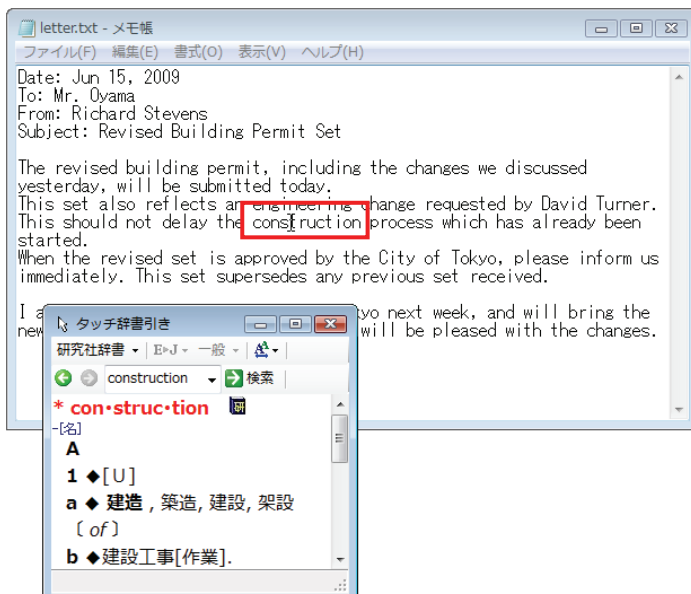 letter.txt - メモ帳
ファイル(F) 編集(E) 書式(O) 表示(V) ヘルプ(H)
Date: Jun 15, 2009
To: Mr. Oyama
From: Richard Stevens
Subject: Revised Building Permit Set
The revised building permit, including the changes we discussed
yesterday, will be submitted today.
This set also reflects an engineering change requested by David Turner.
This should not delay the construction process which has already been
started.
When the revised set is approved by the City of Tokyo, please inform us
immediately. This set supersedes any previous set received.
I a yo next week, and will bring the
new will be pleased with the changes.
タッチ辞書引き
研究社辞書 E▸J 一般 あ
construction 検索
* con・struc・tion 研
-[名]
A
1 ◆[U]
a ◆ 建造 , 築造, 建設, 架設
〔 of 〕
b ◆建設工事[作業].